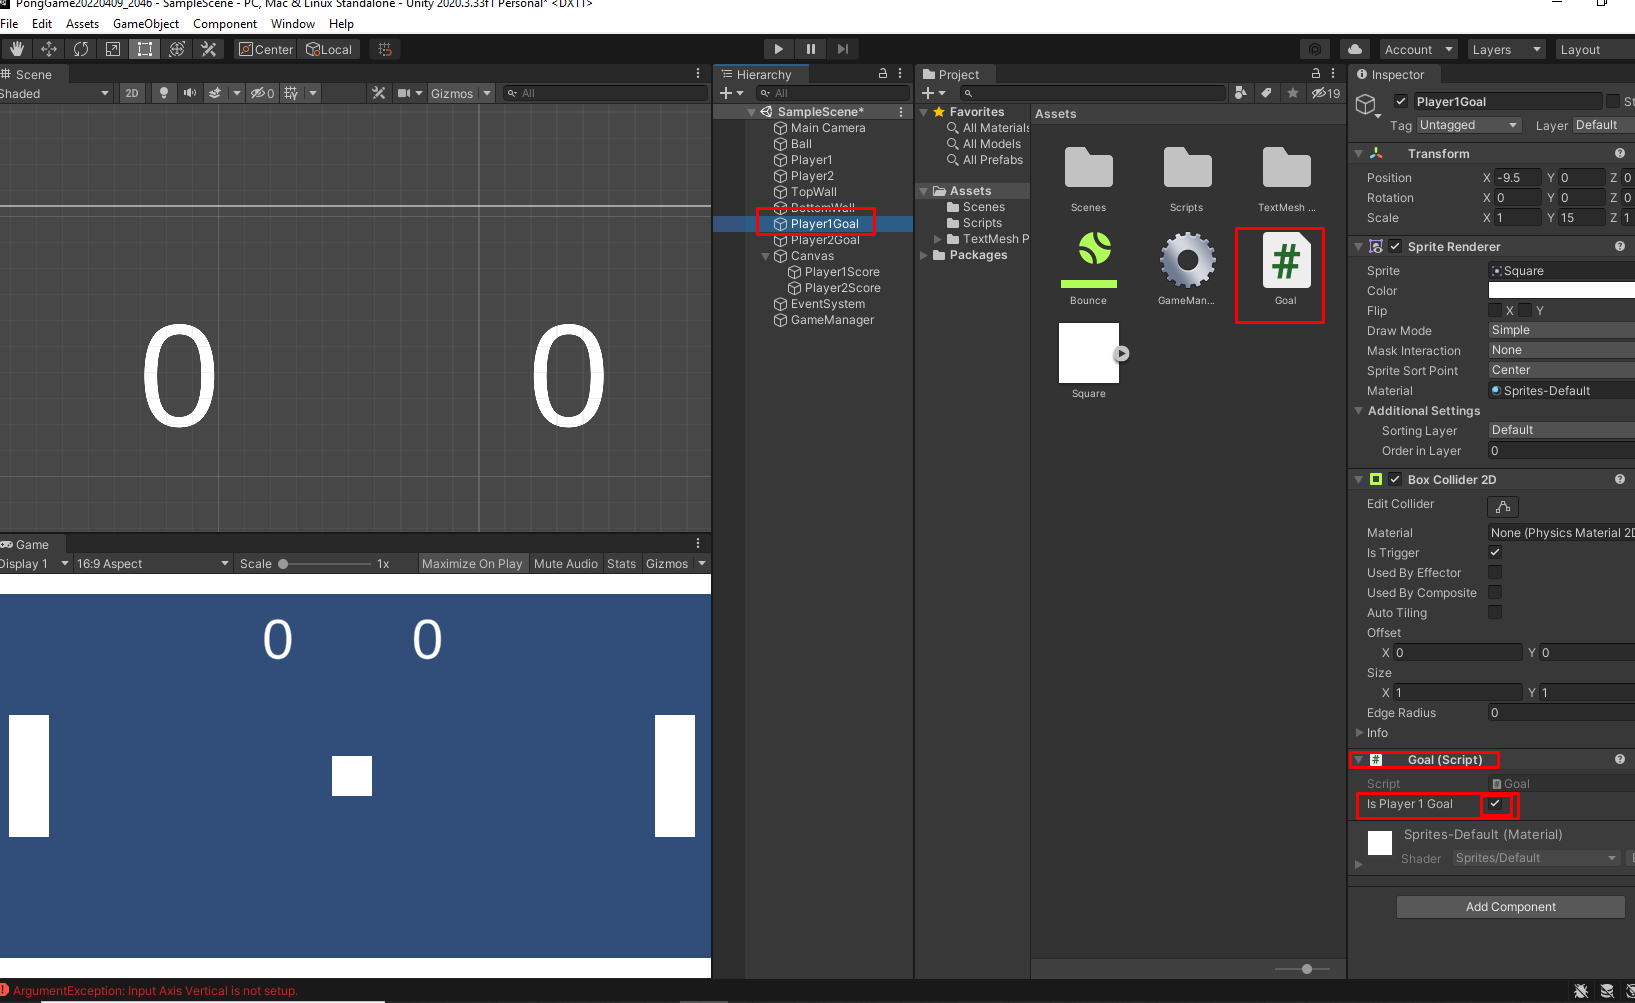 PongGame20220409_2046 - SampleScene - PC, Mac & Linux Standalone - Unity 2020.3.33f1 Personal* <DX11>
File Edit Assets GameObject Component Window Help
Center Local Account Layers Layout
Scene
Shaded 2D 0 Gizmos All
0 0
Game
Display 1 16:9 Aspect Scale 1x Maximize On Play Mute Audio Stats Gizmos
0 0
Hierarchy
All
SampleScene*
Main Camera
Ball
Player1
Player2
TopWall
BottomWall
Player1Goal
Player2Goal
Canvas
Player1Score
Player2Score
EventSystem
GameManager
Project
19
Favorites
All Materials
All Models
All Prefabs
Assets
Scenes
Scripts
TextMesh P
Packages
Assets
Scenes Scripts TextMesh ...
Bounce GameMan... Goal
Square
Inspector
Player1Goal St
Tag Untagged Layer Default
Transform
Position X -9.5 Y 0 Z 0
Rotation X 0 Y 0 Z 0
Scale X 1 Y 15 Z 1
Sprite Renderer
Sprite Square
Color
Flip X Y
Draw Mode Simple
Mask Interaction None
Sprite Sort Point Center
Material Sprites-Default
Additional Settings
Sorting Layer Default
Order in Layer 0
Box Collider 2D
Edit Collider
Material None (Physics Material 2D
Is Trigger
Used By Effector
Used By Composite
Auto Tiling
Offset
X 0 Y 0
Size
X 1 Y 1
Edge Radius 0
Info
# Goal (Script)
Script Goal
Is Player 1 Goal
Sprites-Default (Material)
Shader Sprites/Default
Add Component
ArgumentException: Input Axis Vertical is not setup.